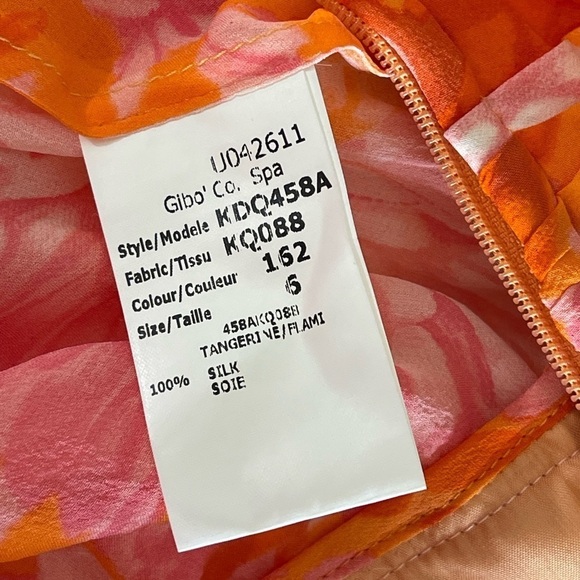 U042611
Gibo' Co. Spa
Style/Modele KDQ458A
Fabric/Tissu KQ088
Colour/Couleur 162
Size/Taille 6
458AKQ088
TANGERINE/FLAMI
100% SILK
SOIE